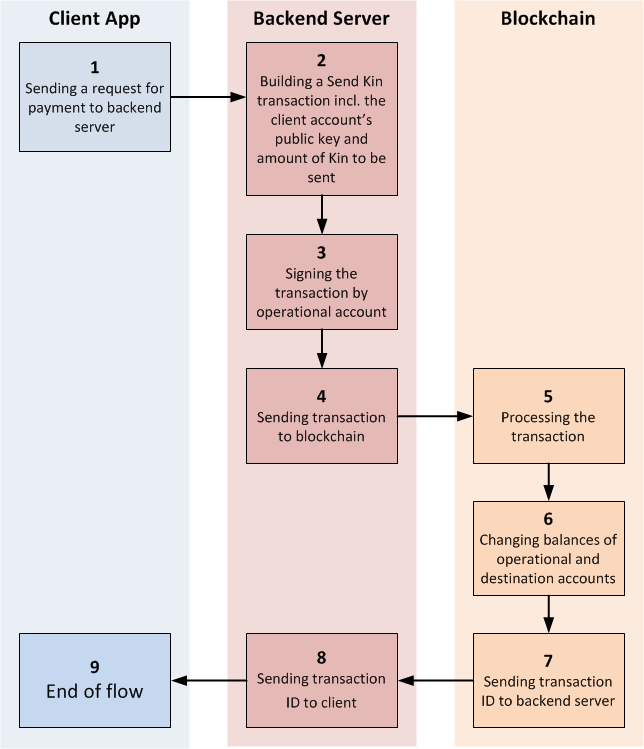 Client App
Backend Server
Blockchain
1
Sending a request for
payment to backend
server
2
Building a Send Kin
transaction incl. the
client account's
public key and
amount of Kin to be
sent
3
Signing the
transaction by
operational account
4
Sending transaction
to blockchain
5
Processing the
transaction
6
Changing balances of
operational and
destination accounts
7
Sending transaction
ID to backend server
8
Sending transaction
ID to client
9
End of flow